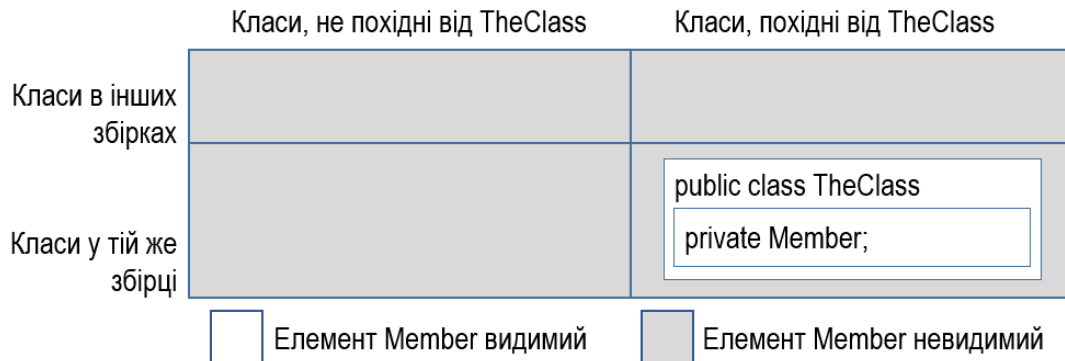 Класи, не похідні від TheClass
Класи, похідні від TheClass
Класи в інших
збірках
public class TheClass
private Member;
Класи у тій же
збірці
Елемент Member видимий
Елемент Member невидимий